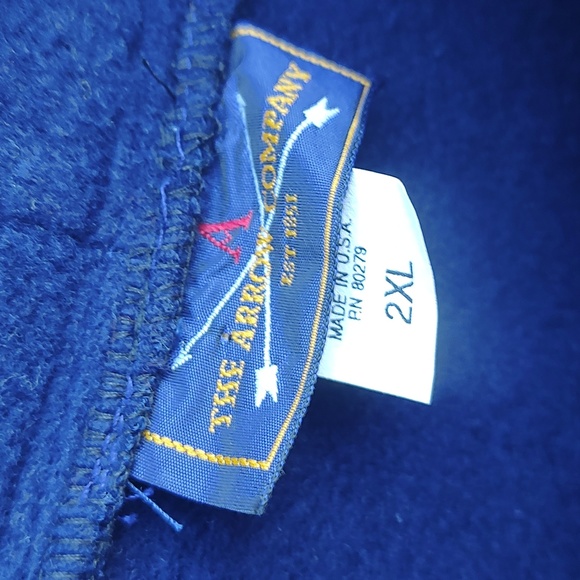 A
THE ARROW COMPANY
EST 1851
MADE IN U.S.A.
P.N 80279
2XL